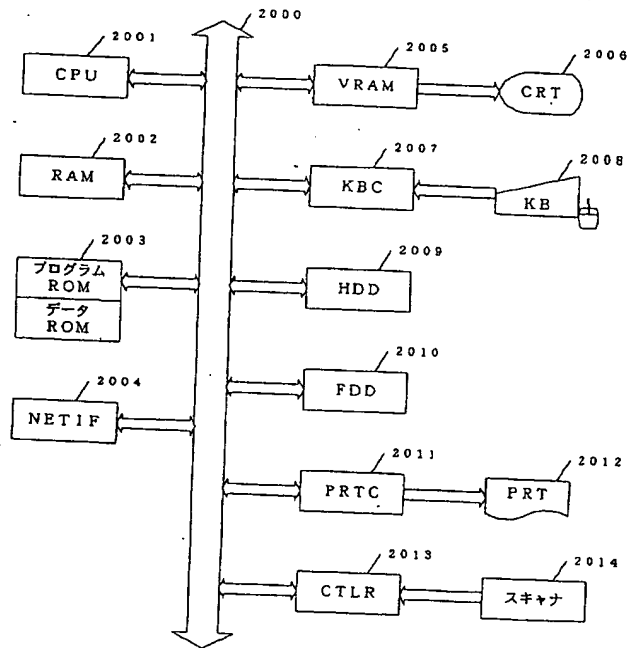 2000
2001
CPU
2005
VRAM
2006
CRT
2002
RAM
2007
KBC
2008
KB
2003
プログラム
ROM
データ
ROM
2009
HDD
2004
NETIF
2010
FDD
2011
PRTC
2012
PRT
2013
CTLR
2014
スキャナ